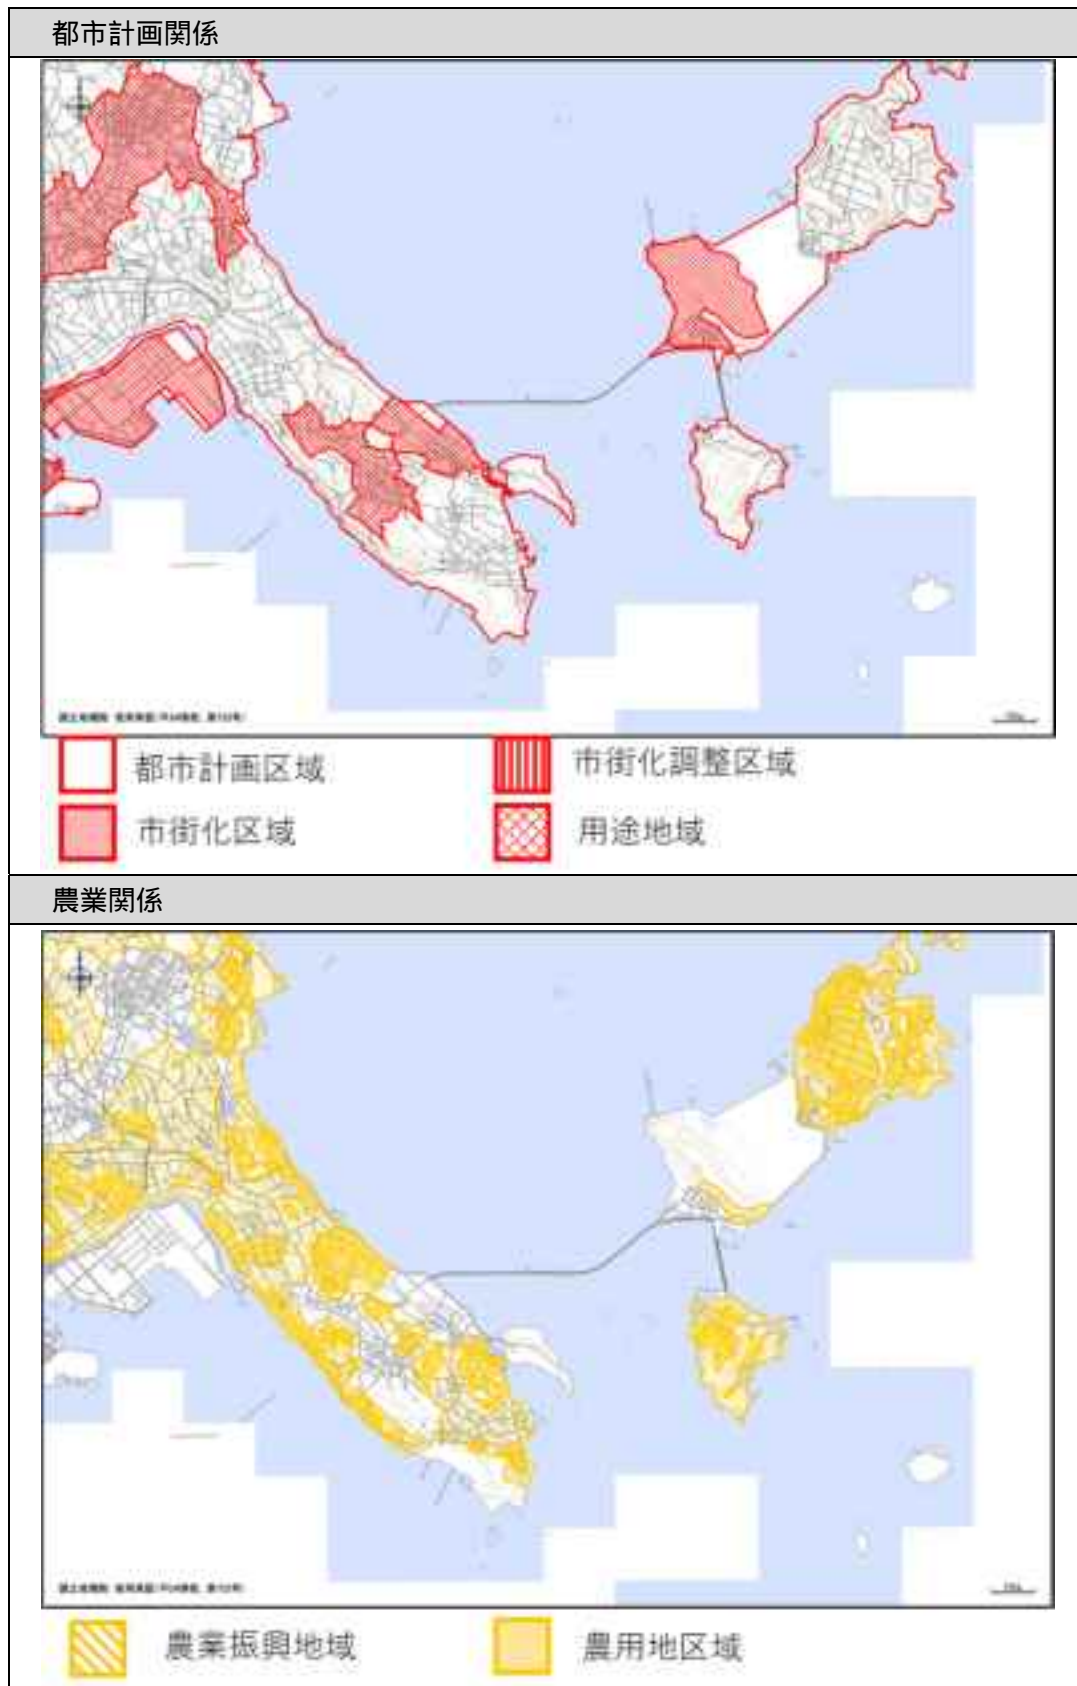 都市計画関係
都市計画区域
市街化調整区域
市街化区域
用途地域
農業関係
農業振興地域
農用地区域